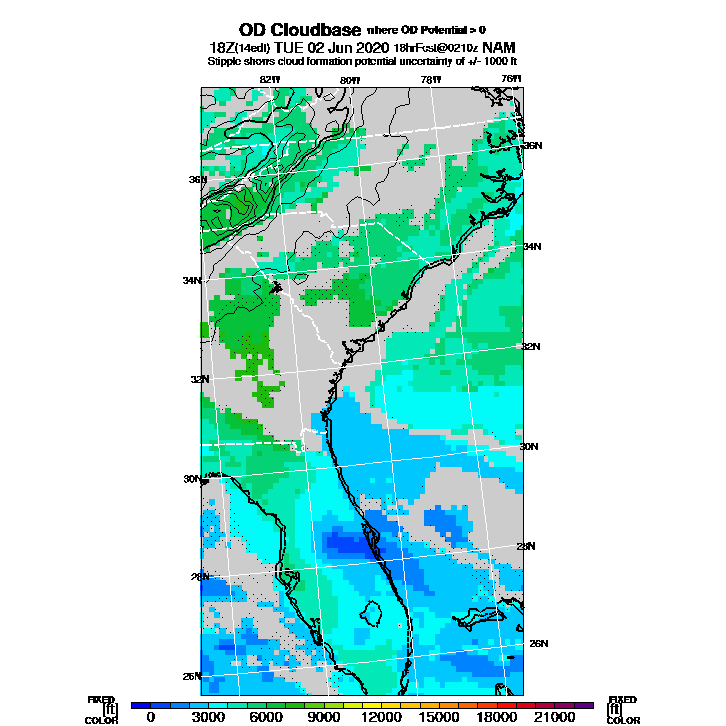 OD Cloudbase where OD Potential > 0
18Z(14edt) TUE 02 Jun 2020 18hrFcst@0210z NAM
Stipple shows cloud formation potential uncertainty of +/- 1000 ft
82W 80W 78W 76W
36N 36N
34N 34N
32N 32N
30N 30N
28N 28N
26N 26N
FIXED FIXED
[ft] [ft]
COLOR COLOR
0 3000 6000 9000 12000 15000 18000 21000